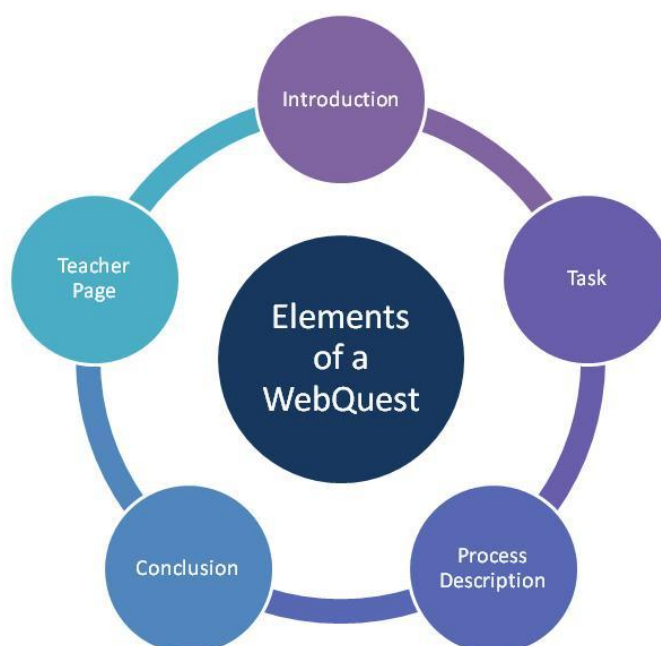 Introduction
Task
Process
Description
Conclusion
Teacher
Page
Elements
of a
WebQuest